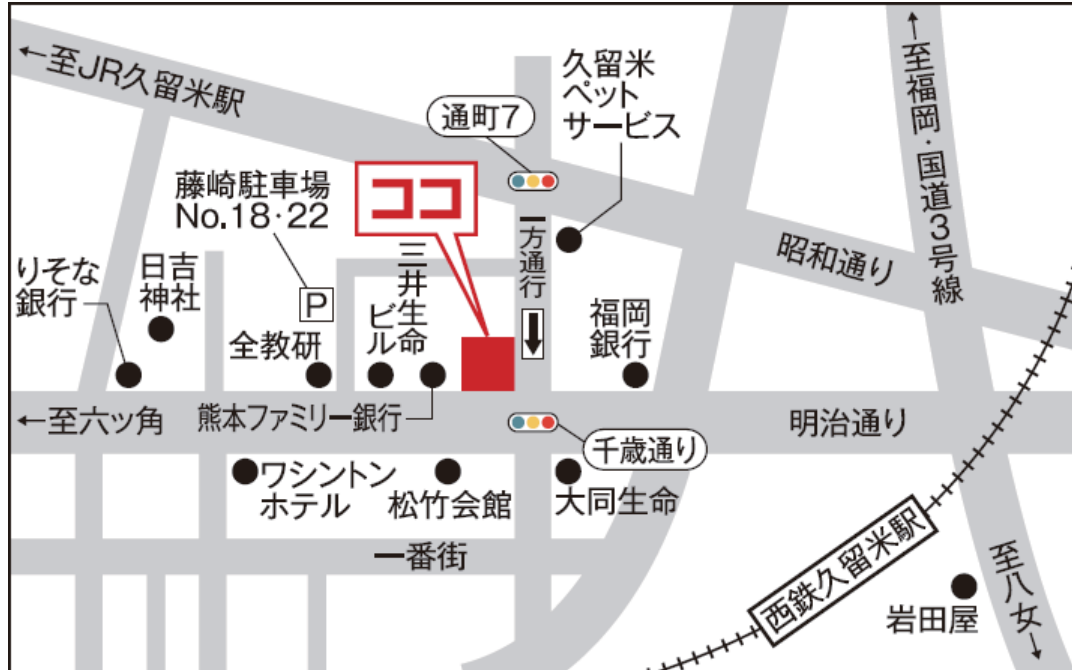 ←至JR久留米駅
通町7
久留米
ペット
サービス
↑至福岡・国道3号線
藤崎駐車場
No.18・22
P
ココ
一方通行
↓
昭和通り
りそな
銀行
日吉
神社
全教研
三井生命
ビル
福岡
銀行
←至六ッ角
熊本ファミリー銀行
千歳通り
明治通り
ワシントン
ホテル
松竹会館
大同生命
一番街
西鉄久留米駅
岩田屋
至八女→